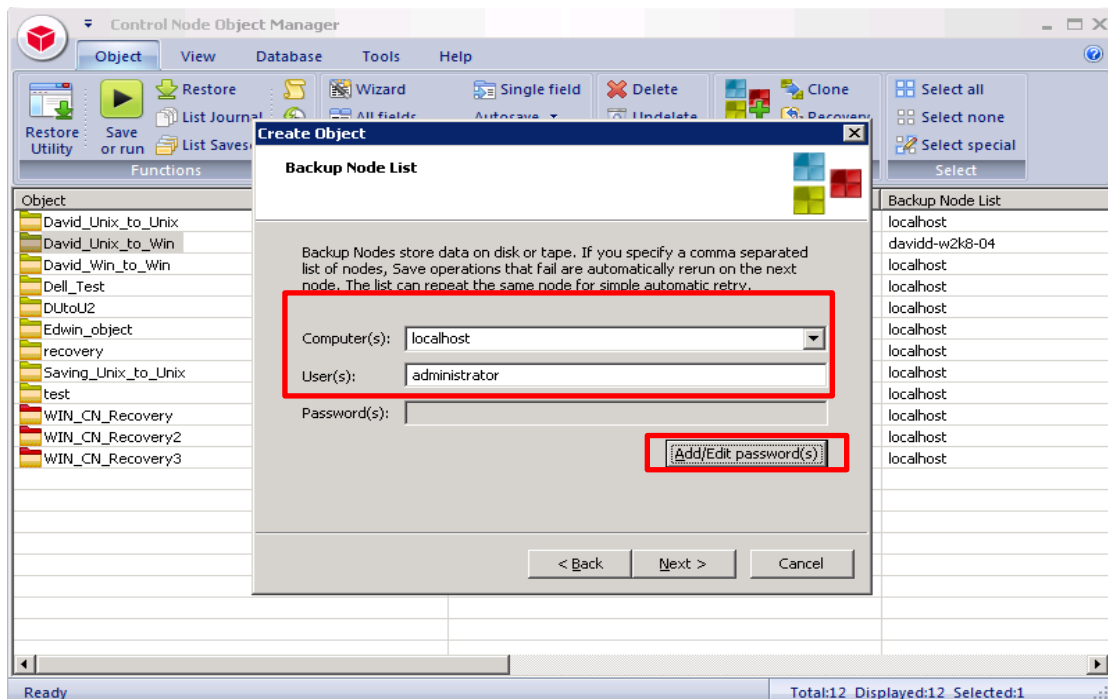 Control Node Object Manager
Object View Database Tools Help
Restore Wizard Single field Delete Clone Select all
List Journal All fields Autosave Undelete Recovery Select none
Restore Utility Save or run List Saves Select special
Functions Select
Create Object
Backup Node List
Backup Nodes store data on disk or tape. If you specify a comma separated
list of nodes, Save operations that fail are automatically rerun on the next
node. The list can repeat the same node for simple automatic retry.
Computer(s): localhost
User(s): administrator
Password(s):
Add/Edit password(s)
< Back Next > Cancel
Object Backup Node List
David_Unix_to_Unix localhost
David_Unix_to_Win davidd-w2k8-04
David_Win_to_Win localhost
Dell_Test localhost
DUtoU2 localhost
Edwin_object localhost
recovery localhost
Saving_Unix_to_Unix localhost
test localhost
WIN_CN_Recovery localhost
WIN_CN_Recovery2 localhost
WIN_CN_Recovery3 localhost
Ready Total:12 Displayed:12 Selected:1